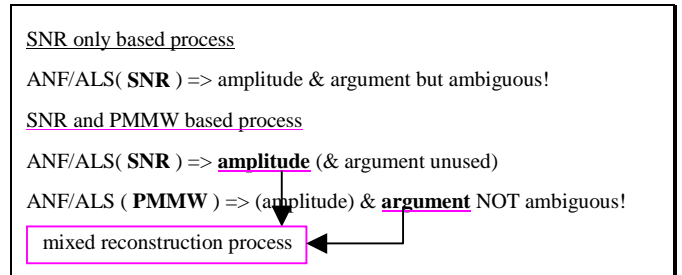 SNR only based process
ANF/ALS( SNR ) => amplitude & argument but ambiguous!
SNR and PMMW based process
ANF/ALS( SNR ) => amplitude (& argument unused)
ANF/ALS ( PMMW ) => (amplitude) & argument NOT ambiguous!
mixed reconstruction process